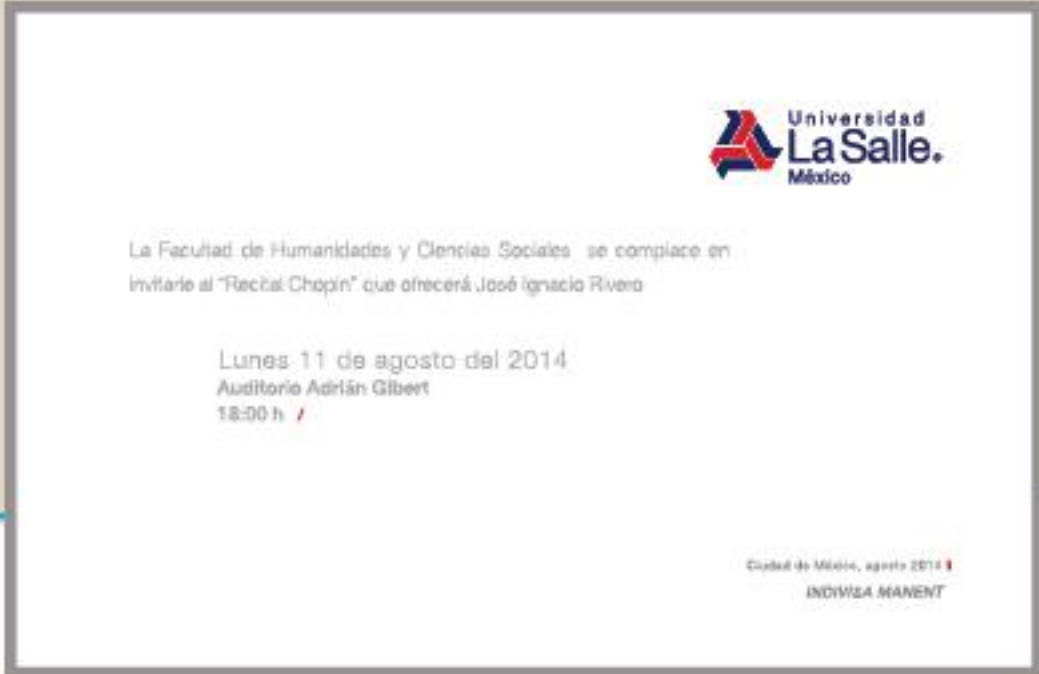 Universidad
La Salle®
México
La Facultad de Humanidades y Ciencias Sociales se complace en
invitarle al "Recital Chopin" que ofrecerá José Ignacio Rivero
Lunes 11 de agosto del 2014
Auditorio Adrián Gibert
18:00 h /
Ciudad de México, agosto 2014
INDIVISA MANENT